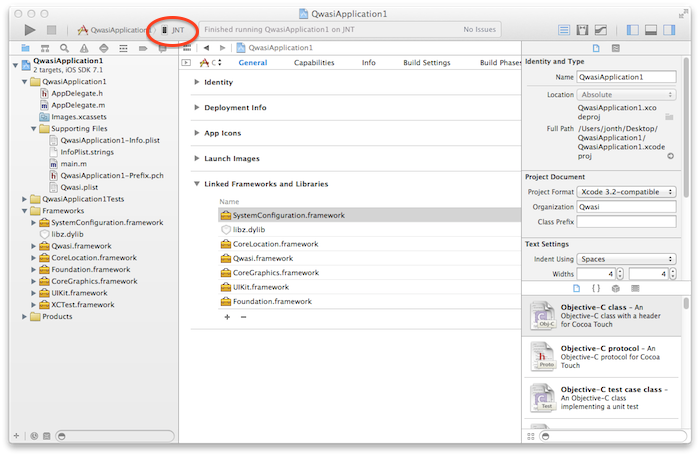 QwasiApplication1
QwasiApplication1 JNT
Finished running QwasiApplication1 on JNT
No Issues
QwasiApplication1
QwasiApplication1
2 targets, iOS SDK 7.1
QwasiApplication1
AppDelegate.h
AppDelegate.m
Images.xcassets
Supporting Files
QwasiApplication1-Info.plist
InfoPlist.strings
main.m
QwasiApplication1-Prefix.pch
Qwasi.plist
QwasiApplication1Tests
Frameworks
SystemConfiguration.framework
libz.dylib
Qwasi.framework
CoreLocation.framework
Foundation.framework
CoreGraphics.framework
UIKit.framework
XCTest.framework
Products
C. General Capabilities Info Build Settings Build Phases
Identity
Deployment Info
App Icons
Launch Images
Linked Frameworks and Libraries
Name
SystemConfiguration.framework
libz.dylib
CoreLocation.framework
Qwasi.framework
CoreGraphics.framework
UIKit.framework
Foundation.framework
+ −
Identity and Type
Name QwasiApplication1
Location Absolute
QwasiApplication1.xco
deproj
Full Path /Users/jonth/Desktop/
QwasiApplication1/
QwasiApplication1.xcode
proj
Project Document
Project Format Xcode 3.2-compatible
Organization Qwasi
Class Prefix
Text Settings
Indent Using Spaces
Widths 4 4
{ }
Objective-C class – An
Objective-C class with a header
for Cocoa Touch
Obj-C
Objective-C protocol – An
Objective-C protocol for Cocoa
Touch
Proto
Objective-C test case class –
An Objective-C class
implementing a unit test
Test